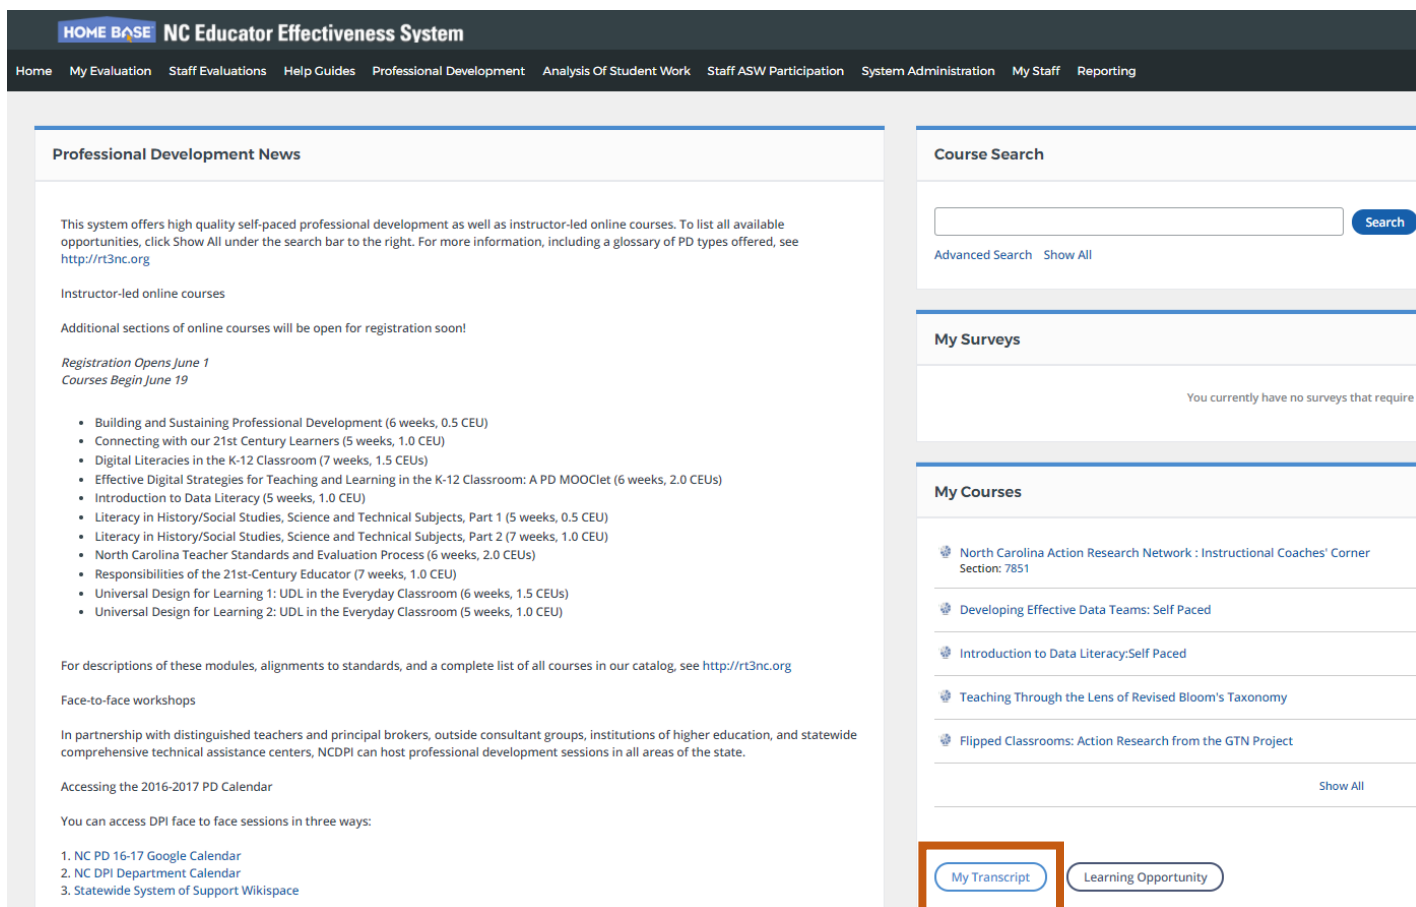 HOME BASE NC Educator Effectiveness System
Home My Evaluation Staff Evaluations Help Guides Professional Development Analysis Of Student Work Staff ASW Participation System Administration My Staff Reporting
Professional Development News
This system offers high quality self-paced professional development as well as instructor-led online courses. To list all available
opportunities, click Show All under the search bar to the right. For more information, including a glossary of PD types offered, see
http://rt3nc.org
Instructor-led online courses
Additional sections of online courses will be open for registration soon!
Registration Opens June 1
Courses Begin June 19
• Building and Sustaining Professional Development (6 weeks, 0.5 CEU)
• Connecting with our 21st Century Learners (5 weeks, 1.0 CEU)
• Digital Literacies in the K-12 Classroom (7 weeks, 1.5 CEUs)
• Effective Digital Strategies for Teaching and Learning in the K-12 Classroom: A PD MOOClet (6 weeks, 2.0 CEUs)
• Introduction to Data Literacy (5 weeks, 1.0 CEU)
• Literacy in History/Social Studies, Science and Technical Subjects, Part 1 (5 weeks, 0.5 CEU)
• Literacy in History/Social Studies, Science and Technical Subjects, Part 2 (7 weeks, 1.0 CEU)
• North Carolina Teacher Standards and Evaluation Process (6 weeks, 2.0 CEUs)
• Responsibilities of the 21st-Century Educator (7 weeks, 1.0 CEU)
• Universal Design for Learning 1: UDL in the Everyday Classroom (6 weeks, 1.5 CEUs)
• Universal Design for Learning 2: UDL in the Everyday Classroom (5 weeks, 1.0 CEU)
For descriptions of these modules, alignments to standards, and a complete list of all courses in our catalog, see http://rt3nc.org
Face-to-face workshops
In partnership with distinguished teachers and principal brokers, outside consultant groups, institutions of higher education, and statewide
comprehensive technical assistance centers, NCDPI can host professional development sessions in all areas of the state.
Accessing the 2016-2017 PD Calendar
You can access DPI face to face sessions in three ways:
1. NC PD 16-17 Google Calendar
2. NC DPI Department Calendar
3. Statewide System of Support Wikispace
Course Search
Search
Advanced Search Show All
My Surveys
You currently have no surveys that require
My Courses
North Carolina Action Research Network : Instructional Coaches' Corner
Section: 7851
Developing Effective Data Teams: Self Paced
Introduction to Data Literacy:Self Paced
Teaching Through the Lens of Revised Bloom's Taxonomy
Flipped Classrooms: Action Research from the GTN Project
Show All
My Transcript Learning Opportunity